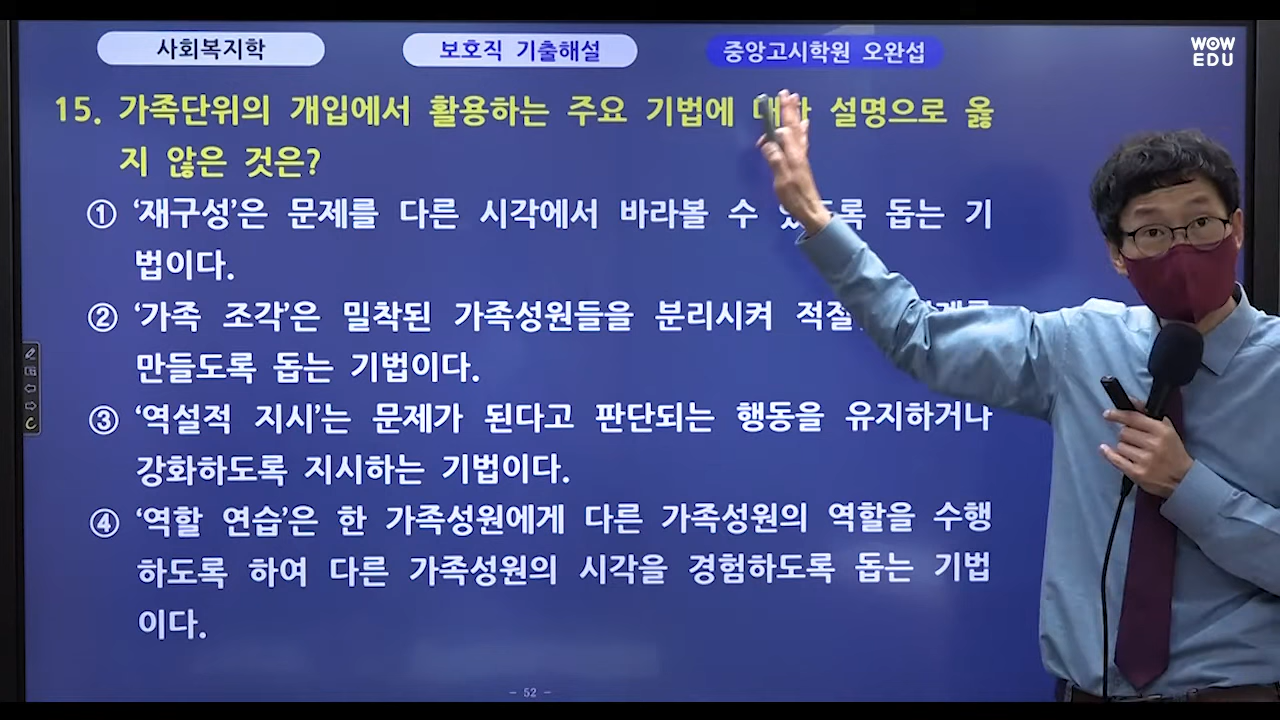 사회복지학
보호직 기출해설
중앙고시학원 오완섭
WOW
EDU
15. 가족단위의 개입에서 활용하는 주요 기법에 설명으로 옳
지 않은 것은?
① ‘재구성’은 문제를 다른 시각에서 바라볼 수 돕는 기
법이다.
② ‘가족 조각’은 밀착된 가족성원들을 분리시켜
만들도록 돕는 기법이다.
③ ‘역설적 지시’는 문제가 된다고 판단되는 행동을 유지하거나
강화하도록 지시하는 기법이다.
④ ‘역할 연습’은 한 가족성원에게 다른 가족성원의 역할을 수행
하도록 하여 다른 가족성원의 시각을 경험하도록 돕는 기법
이다.
- 52 -